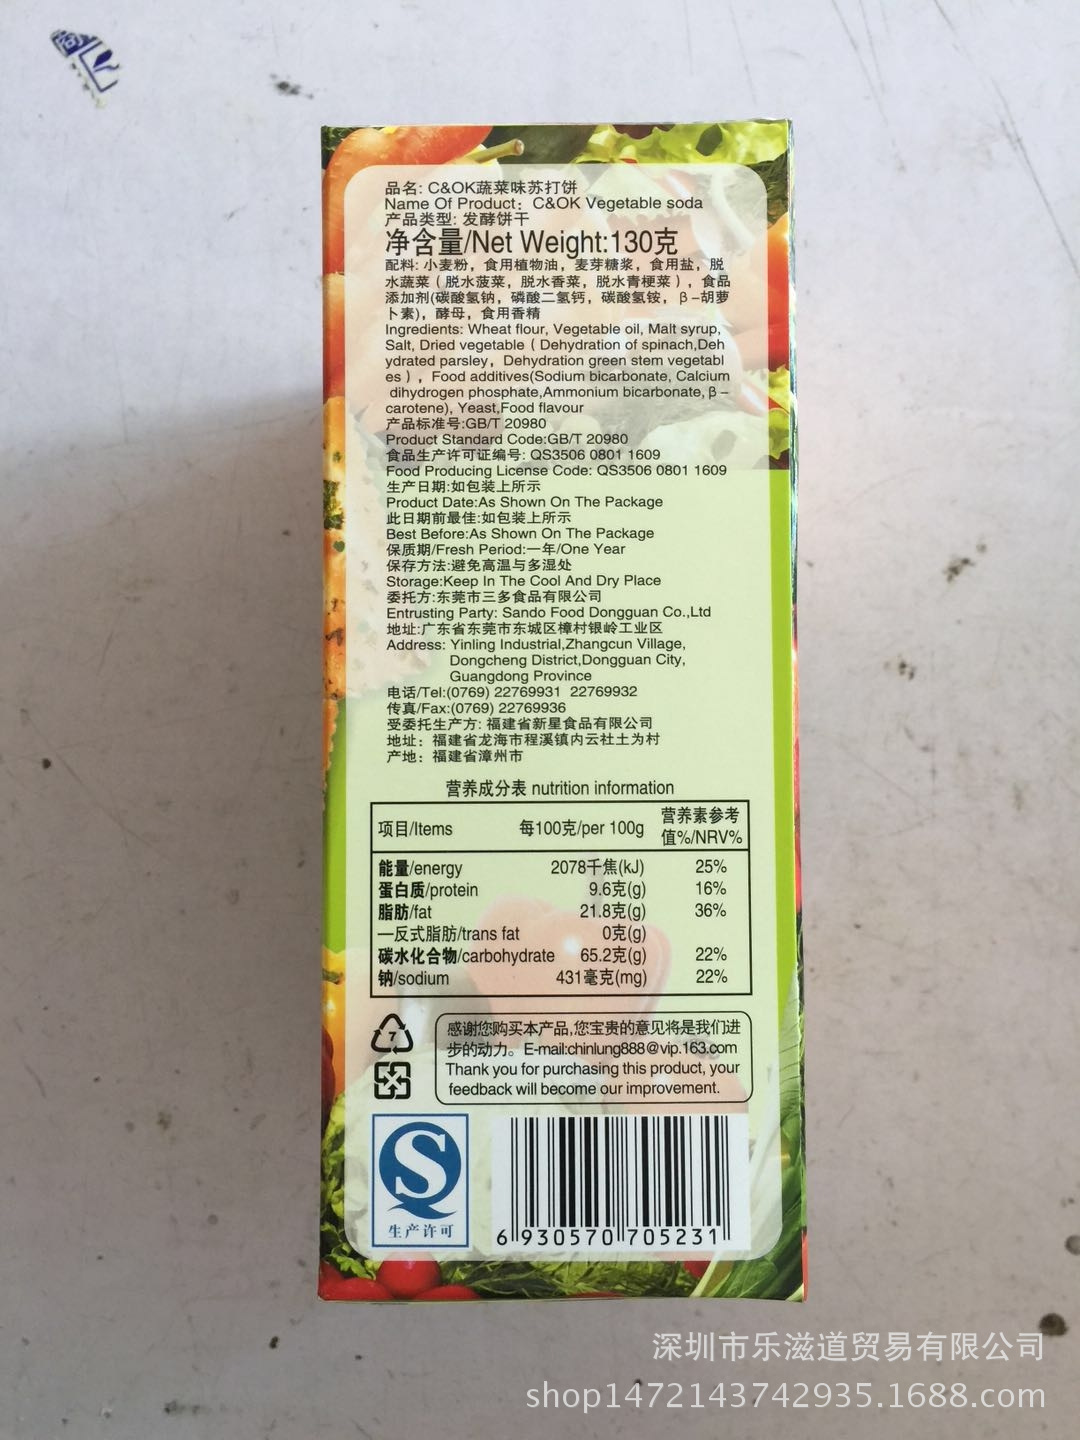 品名: C&OK蔬菜味苏打饼
Name Of Product: C&OK Vegetable soda
产品类型: 发酵饼干
净含量/Net Weight:130克
配料: 小麦粉，食用植物油，麦芽糖浆，食用盐，脱
水蔬菜（脱水菠菜，脱水香菜，脱水青梗菜），食品
添加剂(碳酸氢钠，磷酸二氢钙，碳酸氢铵，β-胡萝
卜素)，酵母，食用香精
Ingredients: Wheat flour, Vegetable oil, Malt syrup,
Salt, Dried vegetable ( Dehydration of spinach,Deh
ydrated parsley, Dehydration green stem vegetabl
es ) , Food additives(Sodium bicarbonate, Calcium
dihydrogen phosphate,Ammonium bicarbonate, β-
carotene), Yeast,Food flavour
产品标准号:GB/T 20980
Product Standard Code:GB/T 20980
食品生产许可证编号: QS3506 0801 1609
Food Producing License Code: QS3506 0801 1609
生产日期:如包装上所示
Product Date:As Shown On The Package
此日期前最佳:如包装上所示
Best Before:As Shown On The Package
保质期/Fresh Period:一年/One Year
保存方法:避免高温与多湿处
Storage:Keep In The Cool And Dry Place
委托方:东莞市三多食品有限公司
Entrusting Party: Sando Food Dongguan Co.,Ltd
地址:广东省东莞市东城区樟村银岭工业区
Address: Yinling Industrial,Zhangcun Village,
Dongcheng District,Dongguan City,
Guangdong Province
电话/Tel:(0769) 22769931 22769932
传真/Fax:(0769) 22769936
受委托生产方: 福建省新星食品有限公司
地址: 福建省龙海市程溪镇内云社土为村
产地: 福建省漳州市
营养成分表 nutrition information
项目/Items 每100克/per 100g 营养素参考
值%/NRV%
能量/energy 2078千焦(kJ) 25%
蛋白质/protein 9.6克(g) 16%
脂肪/fat 21.8克(g) 36%
—反式脂肪/trans fat 0克(g)
碳水化合物/carbohydrate 65.2克(g) 22%
钠/sodium 431毫克(mg) 22%
7
感谢您购买本产品,您宝贵的意见将是我们进
步的动力。E-mail:chinlung888@vip.163.com
Thank you for purchasing this product, your
feedback will become our improvement.
S
生产许可
6 930570 705231
深圳市乐滋道贸易有限公司
shop1472143742935.1688.com